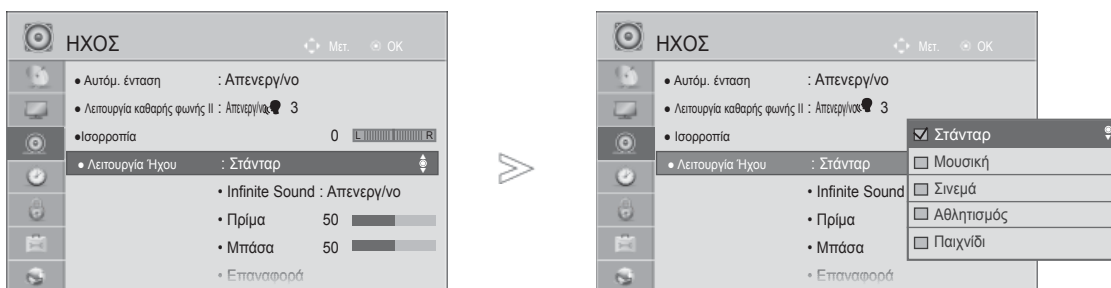 ΗΧΟΣ Μετ. OK
• Αυτόμ. ένταση : Απενεργ/νο
• Λειτουργία καθαρής φωνής II : Απενεργ/νο 3
•Ισορροπία 0 L R
• Λειτουργία Ήχου : Στάνταρ
• Infinite Sound : Απενεργ/νο
• Πρίμα 50
• Μπάσα 50
• Επαναφορά
ΗΧΟΣ Μετ. OK
• Αυτόμ. ένταση : Απενεργ/νο
• Λειτουργία καθαρής φωνής II : Απενεργ/νο 3
• Ισορροπία
• Λειτουργία Ήχου : Στάνταρ
• Infinite Sound
• Πρίμα
• Μπάσα
• Επαναφορά
Στάνταρ
Μουσική
Σινεμά
Αθλητισμός
Παιχνίδι